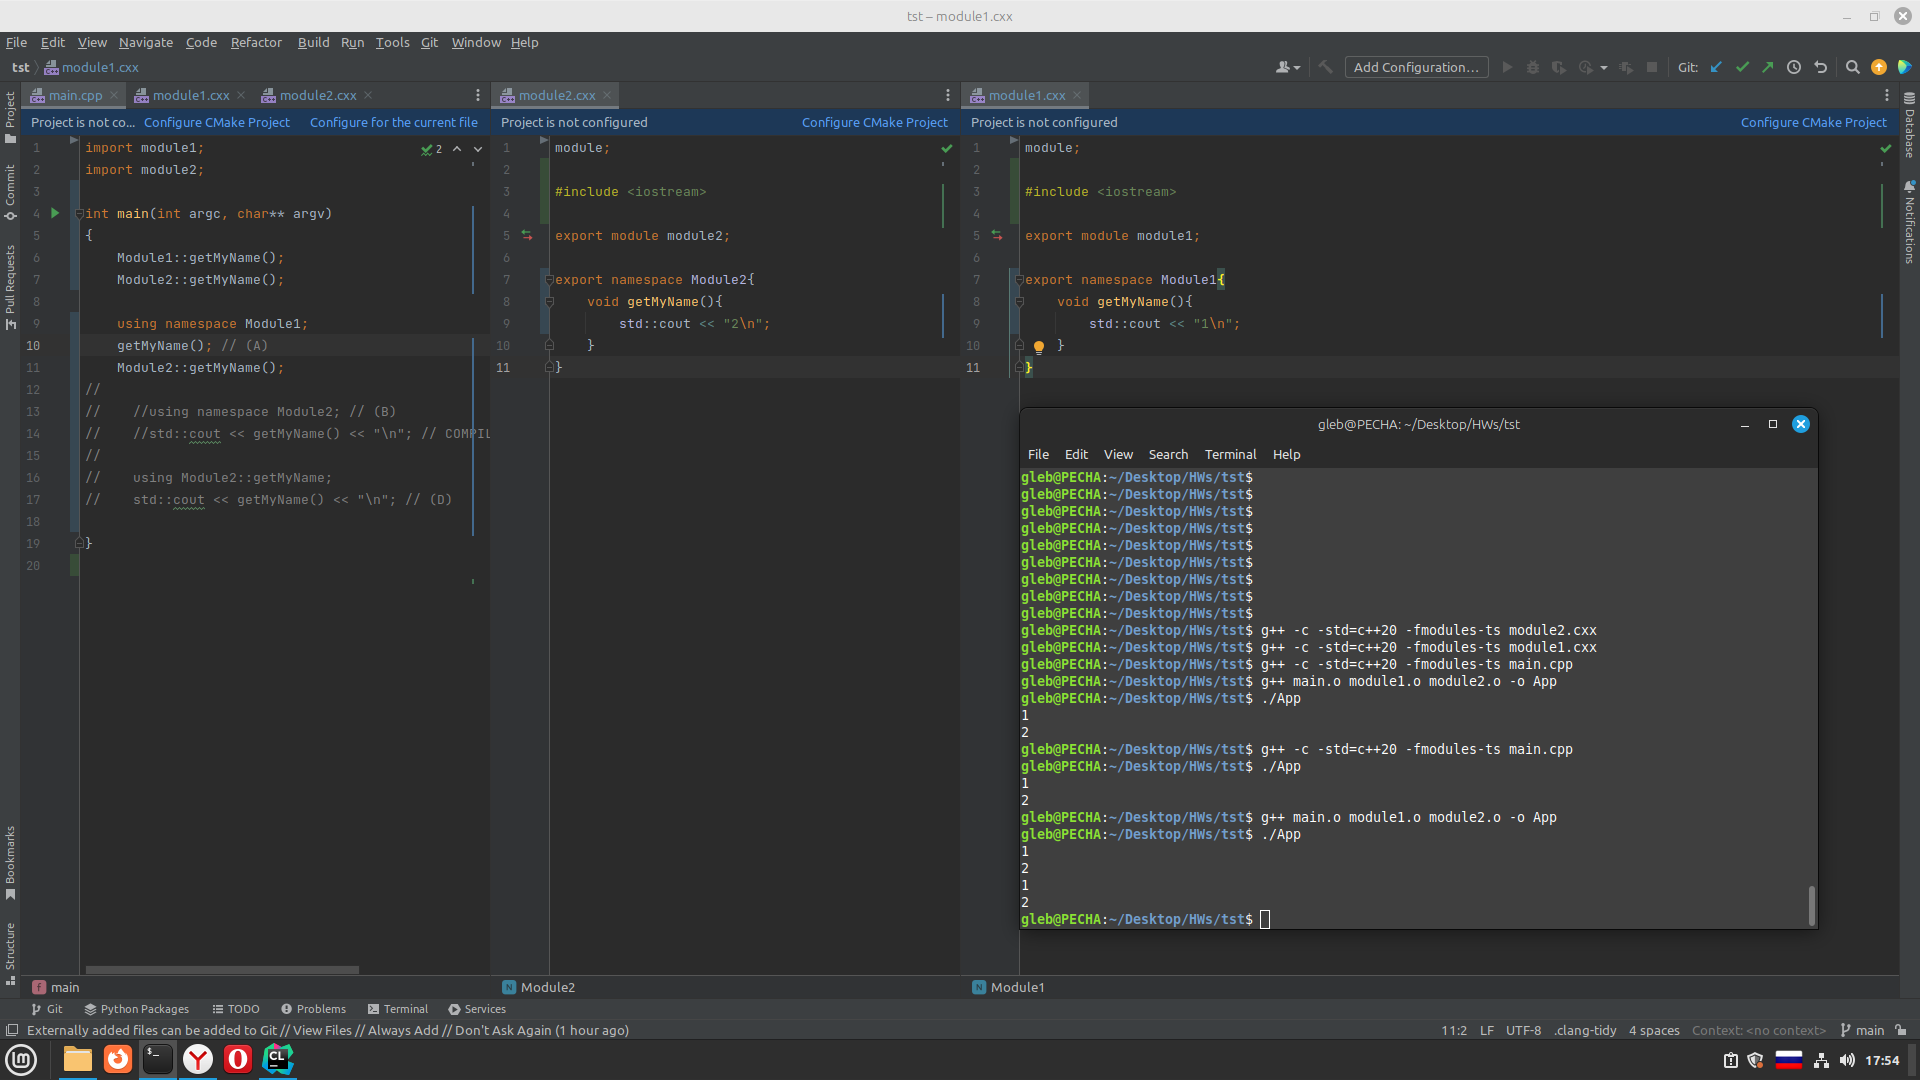 tst – module1.cxx
File Edit View Navigate Code Refactor Build Run Tools Git Window Help
tst module1.cxx
Add Configuration...
Git:
Project
Commit
Pull Requests
Bookmarks
Structure
main.cpp module1.cxx module2.cxx
Project is not co... Configure CMake Project Configure for the current file
2
1 import module1;
2 import module2;
3
4 int main(int argc, char** argv)
5 {
6 Module1::getMyName();
7 Module2::getMyName();
8
9 using namespace Module1;
10 getMyName(); // (A)
11 Module2::getMyName();
12 //
13 // //using namespace Module2; // (B)
14 // //std::cout << getMyName() << "\n"; // COMPIL
15 //
16 // using Module2::getMyName;
17 // std::cout << getMyName() << "\n"; // (D)
18
19 }
20
main
module2.cxx
Project is not configured Configure CMake Project
1 module;
2
3 #include <iostream>
4
5 export module module2;
6
7 export namespace Module2{
8 void getMyName(){
9 std::cout << "2\n";
10 }
11 }
Module2
module1.cxx
Project is not configured Configure CMake Project
1 module;
2
3 #include <iostream>
4
5 export module module1;
6
7 export namespace Module1{
8 void getMyName(){
9 std::cout << "1\n";
10 }
11 }
Module1
Database
Notifications
gleb@PECHA: ~/Desktop/HWs/tst
File Edit View Search Terminal Help
gleb@PECHA:~/Desktop/HWs/tst$
gleb@PECHA:~/Desktop/HWs/tst$
gleb@PECHA:~/Desktop/HWs/tst$
gleb@PECHA:~/Desktop/HWs/tst$
gleb@PECHA:~/Desktop/HWs/tst$
gleb@PECHA:~/Desktop/HWs/tst$
gleb@PECHA:~/Desktop/HWs/tst$
gleb@PECHA:~/Desktop/HWs/tst$
gleb@PECHA:~/Desktop/HWs/tst$
gleb@PECHA:~/Desktop/HWs/tst$ g++ -c -std=c++20 -fmodules-ts module2.cxx
gleb@PECHA:~/Desktop/HWs/tst$ g++ -c -std=c++20 -fmodules-ts module1.cxx
gleb@PECHA:~/Desktop/HWs/tst$ g++ -c -std=c++20 -fmodules-ts main.cpp
gleb@PECHA:~/Desktop/HWs/tst$ g++ main.o module1.o module2.o -o App
gleb@PECHA:~/Desktop/HWs/tst$ ./App
1
2
gleb@PECHA:~/Desktop/HWs/tst$ g++ -c -std=c++20 -fmodules-ts main.cpp
gleb@PECHA:~/Desktop/HWs/tst$ ./App
1
2
gleb@PECHA:~/Desktop/HWs/tst$ g++ main.o module1.o module2.o -o App
gleb@PECHA:~/Desktop/HWs/tst$ ./App
1
2
1
2
gleb@PECHA:~/Desktop/HWs/tst$
Git Python Packages TODO Problems Terminal Services
Externally added files can be added to Git // View Files // Always Add // Don't Ask Again (1 hour ago)
11:2 LF UTF-8 .clang-tidy 4 spaces Context: <no context> main
17:54